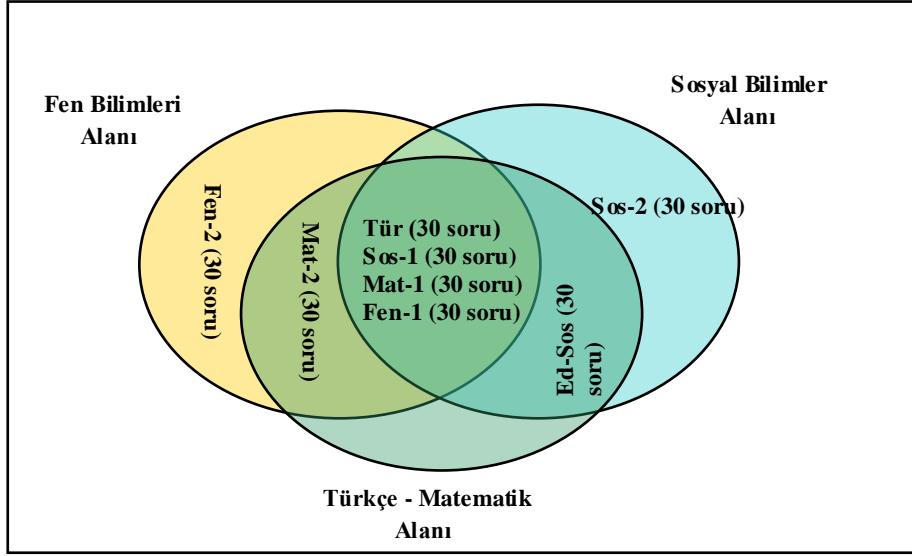 Fen Bilimleri
Alanı
Sosyal Bilimler
Alanı
Fen-2 (30 soru)
Mat-2 (30 soru)
Tür (30 soru)
Sos-1 (30 soru)
Mat-1 (30 soru)
Fen-1 (30 soru)
Sos-2 (30 soru)
Ed-Sos (30
soru)
Türkçe - Matematik
Alanı